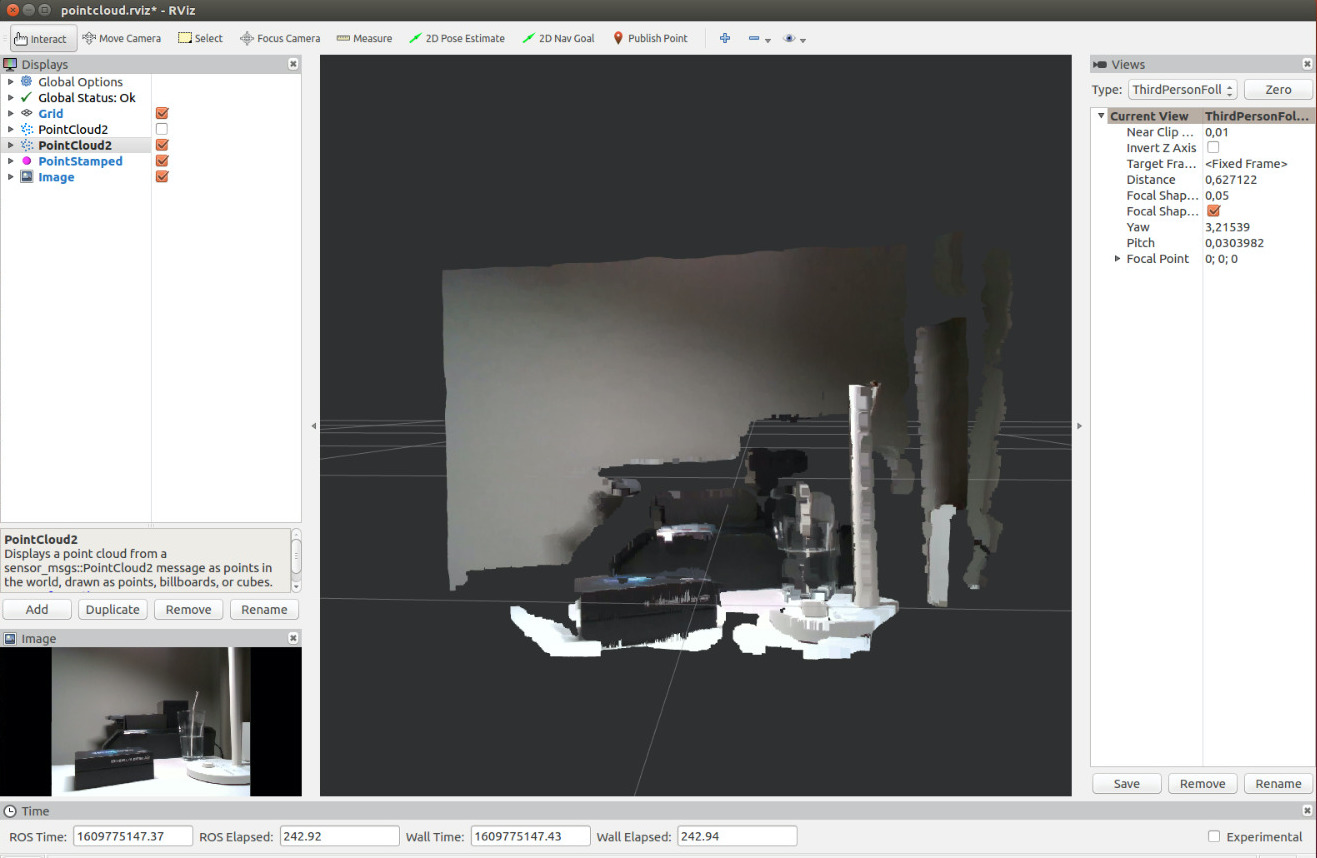 pointcloud.rviz* - RViz
Interact Move Camera Select Focus Camera Measure 2D Pose Estimate 2D Nav Goal Publish Point
Displays
Global Options
Global Status: Ok
Grid
PointCloud2
PointCloud2
PointStamped
Image
PointCloud2
Displays a point cloud from a
sensor_msgs::PointCloud2 message as points in
the world, drawn as points, billboards, or cubes.
Add Duplicate Remove Rename
Image
Views
Type: ThirdPersonFoll Zero
Current View ThirdPersonFol...
Near Clip ... 0,01
Invert Z Axis
Target Fra... <Fixed Frame>
Distance 0,627122
Focal Shap... 0,05
Focal Shap...
Yaw 3,21539
Pitch 0,0303982
Focal Point 0; 0; 0
Save Remove Rename
Time
ROS Time: 1609775147.37 ROS Elapsed: 242.92 Wall Time: 1609775147.43 Wall Elapsed: 242.94 Experimental